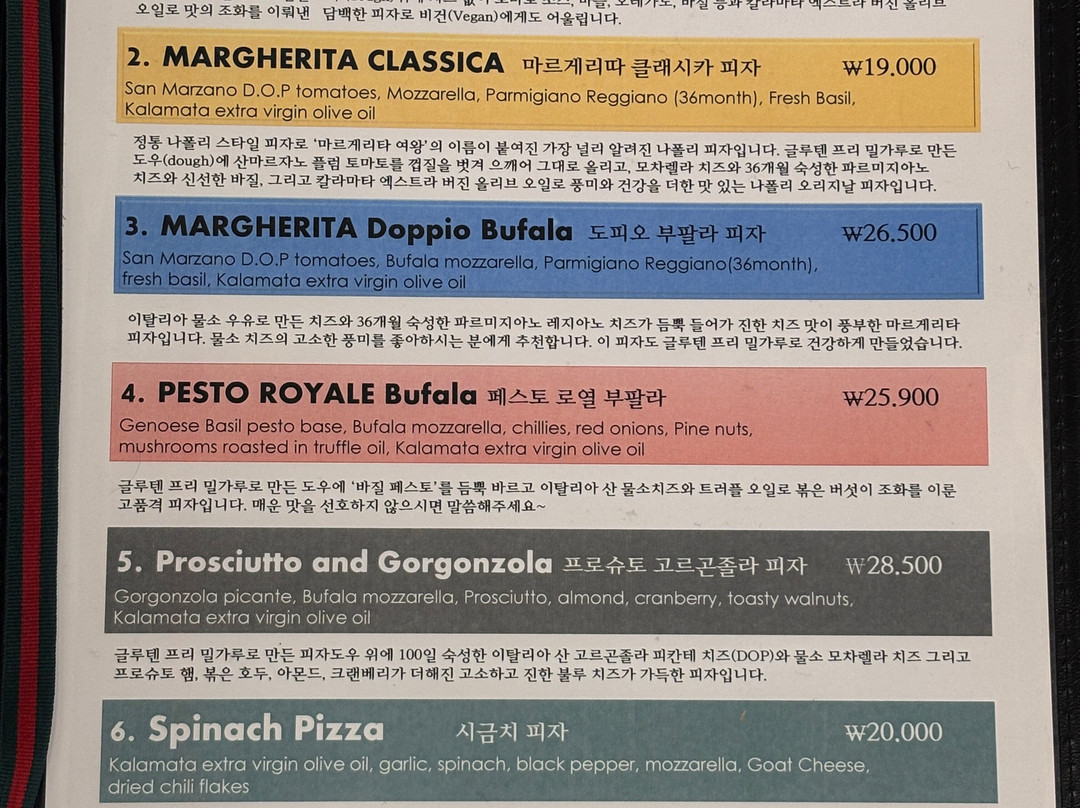 오일로 맛의 조화를 이뤄낸 담백한 피자로 비건(Vegan)에게도 어울립니다.
2. MARGHERITA CLASSICA 마르게리따 클래시카 피자 ₩19.000
San Marzano D.O.P tomatoes, Mozzarella, Parmigiano Reggiano (36month), Fresh Basil,
Kalamata extra virgin olive oil
정통 나폴리 스타일 피자로 '마르게리타 여왕'의 이름이 붙여진 가장 널리 알려진 나폴리 피자입니다. 글루텐 프리 밀가루로 만든
도우(dough)에 산마르자노 플럼 토마토를 껍질을 벗겨 으깨어 그대로 올리고, 모차렐라 치즈와 36개월 숙성한 파르미지아노
치즈와 신선한 바질, 그리고 칼라마타 엑스트라 버진 올리브 오일로 풍미와 건강을 더한 맛 있는 나폴리 오리지날 피자입니다.
3. MARGHERITA Doppio Bufala 도피오 부팔라 피자 ₩26.500
San Marzano D.O.P tomatoes, Bufala mozzarella, Parmigiano Reggiano(36month),
fresh basil, Kalamata extra virgin olive oil
이탈리아 물소 우유로 만든 치즈와 36개월 숙성한 파르미지아노 레지아노 치즈가 듬뿍 들어가 진한 치즈 맛이 풍부한 마르게리타
피자입니다. 물소 치즈의 고소한 풍미를 좋아하시는 분에게 추천합니다. 이 피자도 글루텐 프리 밀가루로 건강하게 만들었습니다.
4. PESTO ROYALE Bufala 페스토 로열 부팔라 ₩25.900
Genoese Basil pesto base, Bufala mozzarella, chillies, red onions, Pine nuts,
mushrooms roasted in truffle oil, Kalamata extra virgin olive oil
글루텐 프리 밀가루로 만든 도우에 '바질 페스토'를 듬뿍 바르고 이탈리아 산 물소치즈와 트러플 오일로 볶은 버섯이 조화를 이룬
고품격 피자입니다. 매운 맛을 선호하지 않으시면 말씀해주세요~
5. Prosciutto and Gorgonzola 프로슈토 고르곤졸라 피자 ₩28.500
Gorgonzola picante, Bufala mozzarella, Prosciutto, almond, cranberry, toasty walnuts,
Kalamata extra virgin olive oil
글루텐 프리 밀가루로 만든 피자도우 위에 100일 숙성한 이탈리아 산 고르곤졸라 피칸테 치즈(DOP)와 물소 모차렐라 치즈 그리고
프로슈토 햄, 볶은 호두, 아몬드, 크랜베리가 더해진 고소하고 진한 블루 치즈가 가득한 피자입니다.
6. Spinach Pizza 시금치 피자 ₩20.000
Kalamata extra virgin olive oil, garlic, spinach, black pepper, mozzarella, Goat Cheese,
dried chili flakes